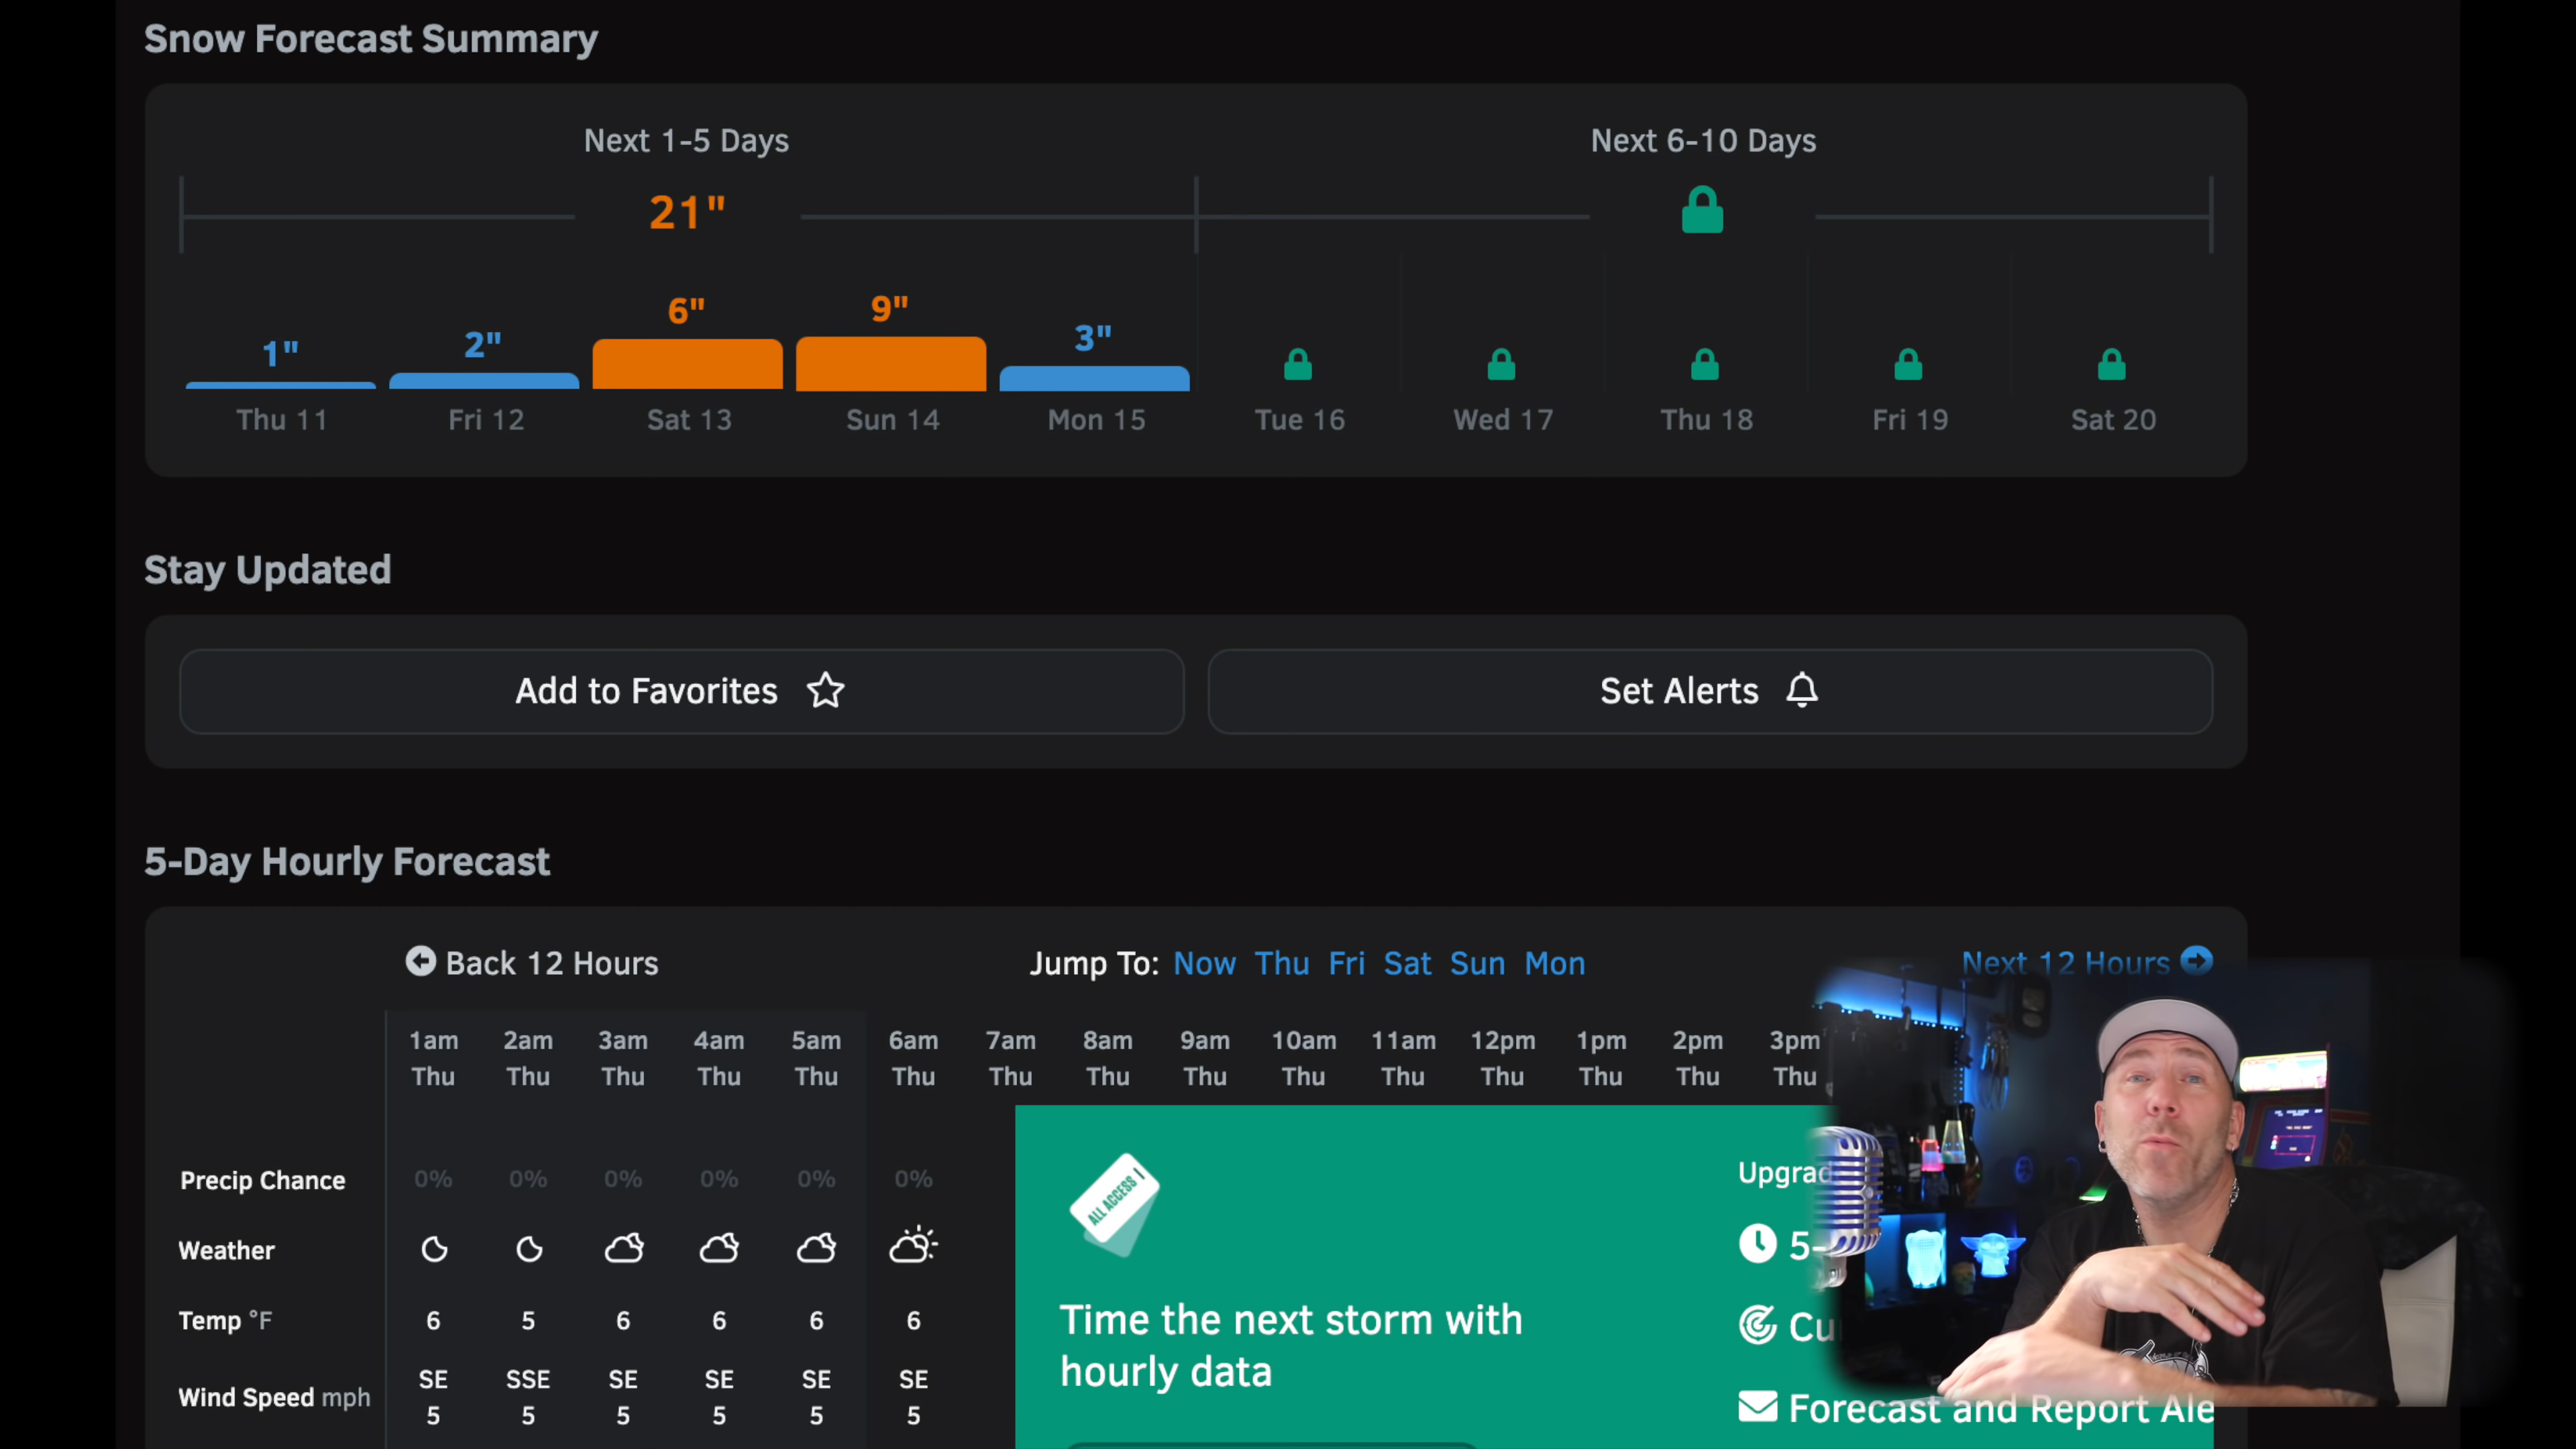 Snow Forecast Summary
Next 1-5 Days
Next 6-10 Days
21"
1"
2"
6"
9"
3"
Thu 11
Fri 12
Sat 13
Sun 14
Mon 15
Tue 16
Wed 17
Thu 18
Fri 19
Sat 20
Stay Updated
Add to Favorites
Set Alerts
5-Day Hourly Forecast
Back 12 Hours
Jump To: Now Thu Fri Sat Sun Mon
Next 12 Hours
1am 2am 3am 4am 5am 6am 7am 8am 9am 10am 11am 12pm 1pm 2pm 3pm
Thu Thu Thu Thu Thu Thu Thu Thu Thu Thu Thu Thu Thu Thu Thu
Precip Chance 0% 0% 0% 0% 0% 0%
Weather
Temp °F 6 5 6 6 6 6
Wind Speed mph
SE SSE SE SE SE SE
5 5 5 5 5 5
ALL ACCESS
Time the next storm with
hourly data
Upgrad
5-
Cu
Forecast and Report Ale